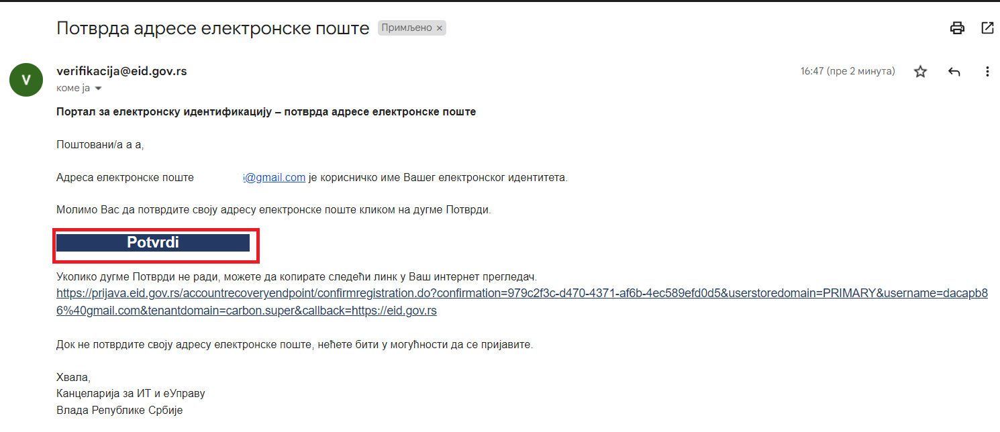 Потврда адресе електронске поште Примљено ×
verifikacija@eid.gov.rs 16:47 (пре 2 минута)
V
коме ја
Портал за електронску идентификацију – потврда адресе електронске поште
Поштовани/а а а,
Адреса електронске поште @gmail.com је корисничко име Вашег електронског идентитета.
Молимо Вас да потврдите своју адресу електронске поште кликом на дугме Потврди.
Potvrdi
Уколико дугме Потврди не ради, можете да копирате следећи линк у Ваш интернет прегледач.
https://prijava.eid.gov.rs/accountrecoveryendpoint/confirmregistration.do?confirmation=979c2f3c-d470-4371-af6b-4ec589efd0d5&userstoredomain=PRIMARY&username=dacapb8
6%40gmail.com&tenantdomain=carbon.super&callback=https://eid.gov.rs
Док не потврдите своју адресу електронске поште, нећете бити у могућности да се пријавите.
Хвала,
Канцеларија за ИТ и еУправу
Влада Републике Србије